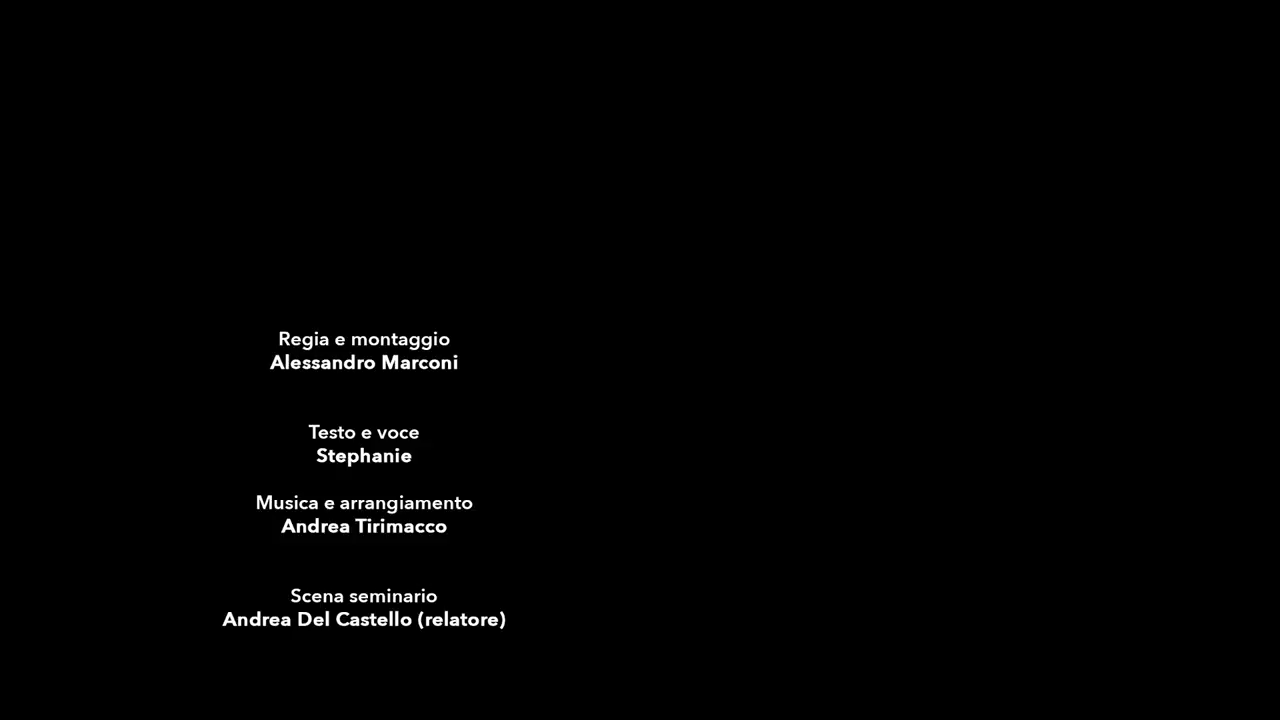 Regia e montaggio
Alessandro Marconi
Testo e voce
Stephanie
Musica e arrangiamento
Andrea Tirimacco
Scena seminario
Andrea Del Castello (relatore)